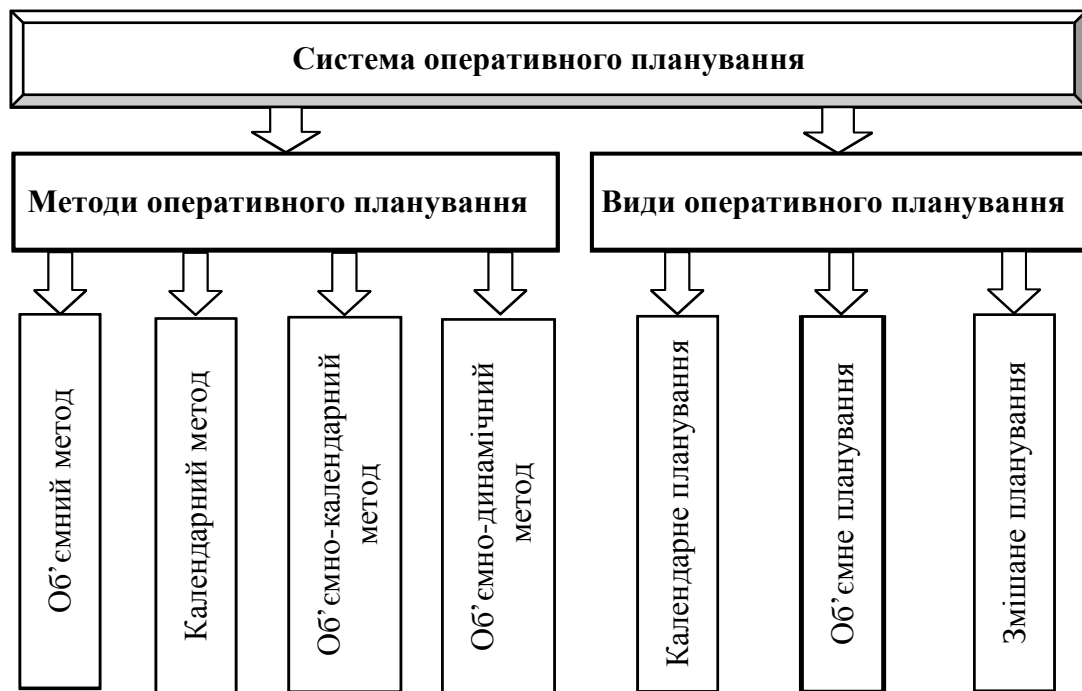 Система оперативного планування
Методи оперативного планування
Види оперативного планування
Об’ємний метод
Календарний метод
Об’ємно-календарний
метод
Об’ємно-динамічний
метод
Календарне планування
Об’ємне планування
Змішане планування